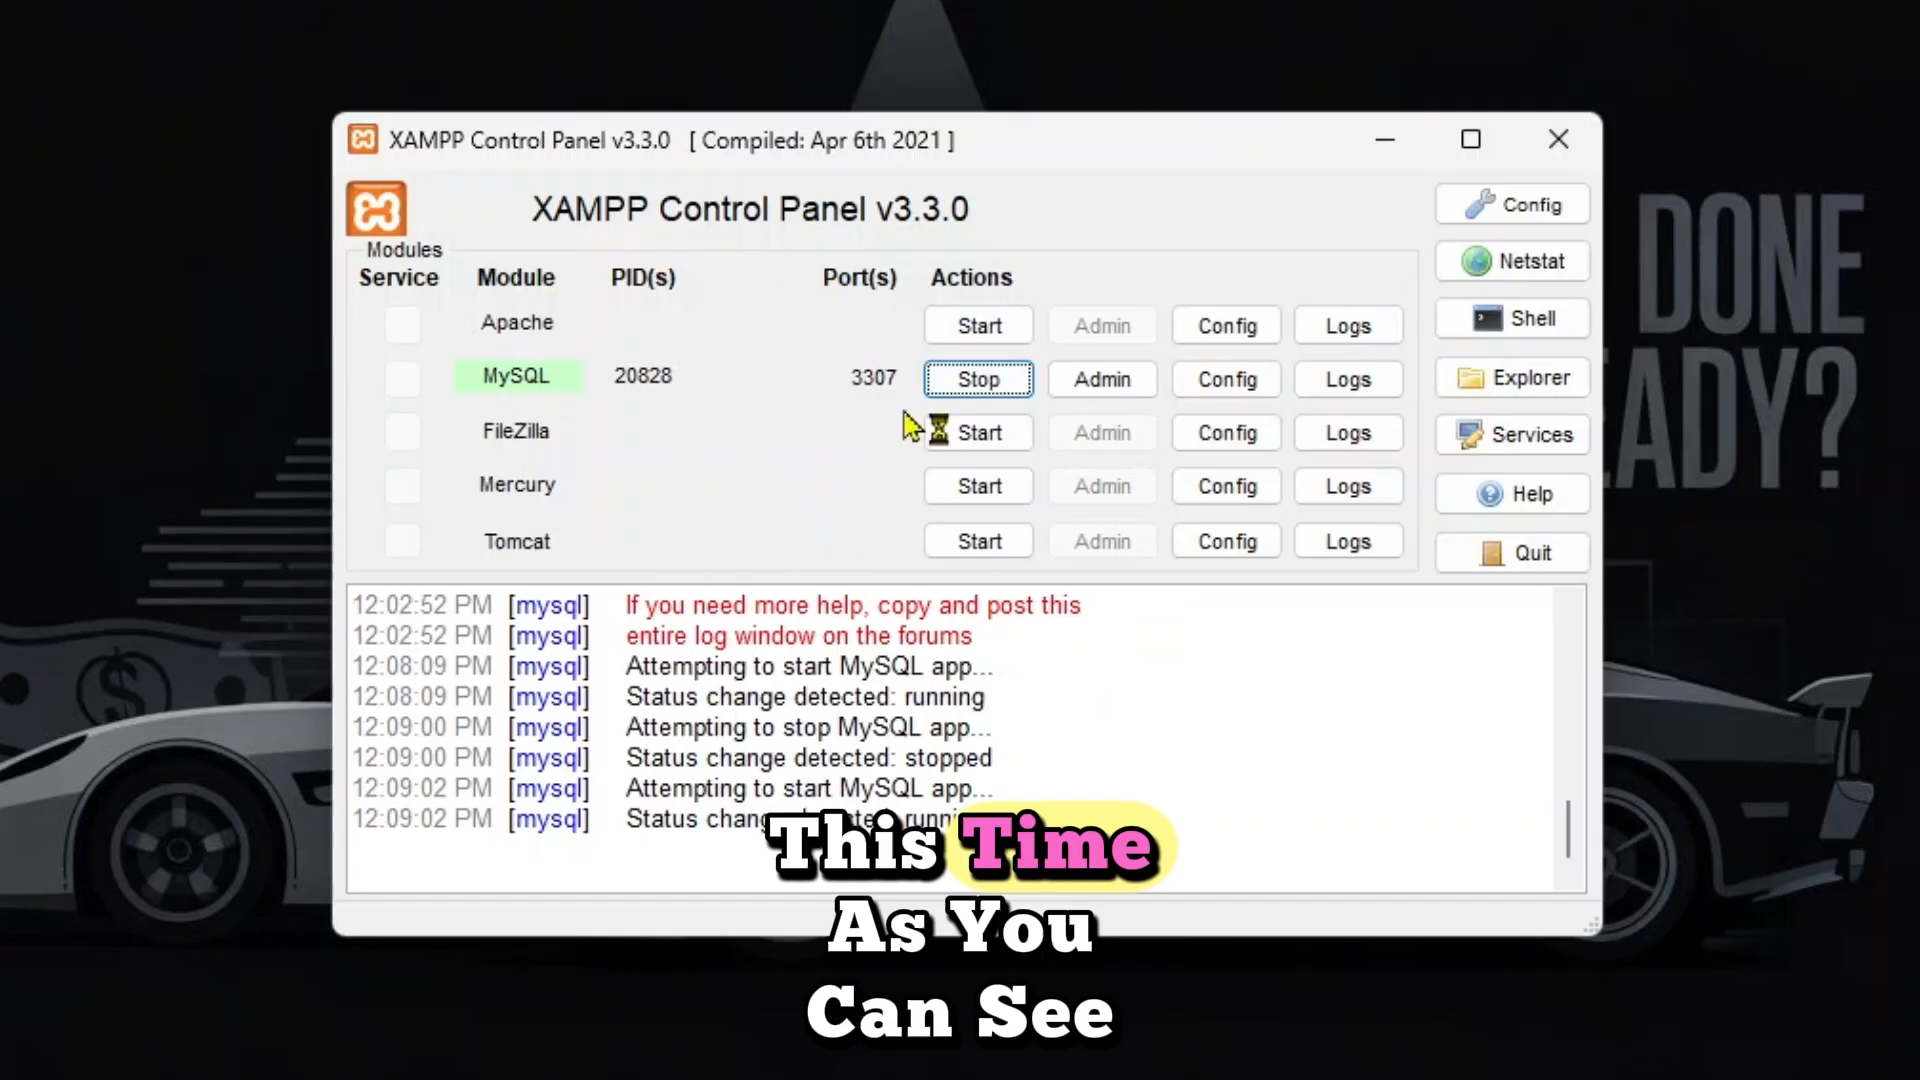 XAMPP Control Panel v3.3.0 [ Compiled: Apr 6th 2021 ]
XAMPP Control Panel v3.3.0
Config
Modules
Service Module PID(s) Port(s) Actions
Netstat
Apache Start Admin Config Logs
Shell
MySQL 20828 3307 Stop Admin Config Logs
Explorer
FileZilla Start Admin Config Logs
Services
Mercury Start Admin Config Logs
Help
Tomcat Start Admin Config Logs
Quit
12:02:52 PM [mysql] If you need more help, copy and post this
12:02:52 PM [mysql] entire log window on the forums
12:08:09 PM [mysql] Attempting to start MySQL app...
12:08:09 PM [mysql] Status change detected: running
12:09:00 PM [mysql] Attempting to stop MySQL app...
12:09:00 PM [mysql] Status change detected: stopped
12:09:02 PM [mysql] Attempting to start MySQL app...
12:09:02 PM [mysql] Status
This Time
As You
Can See
DONE
EADY?
$